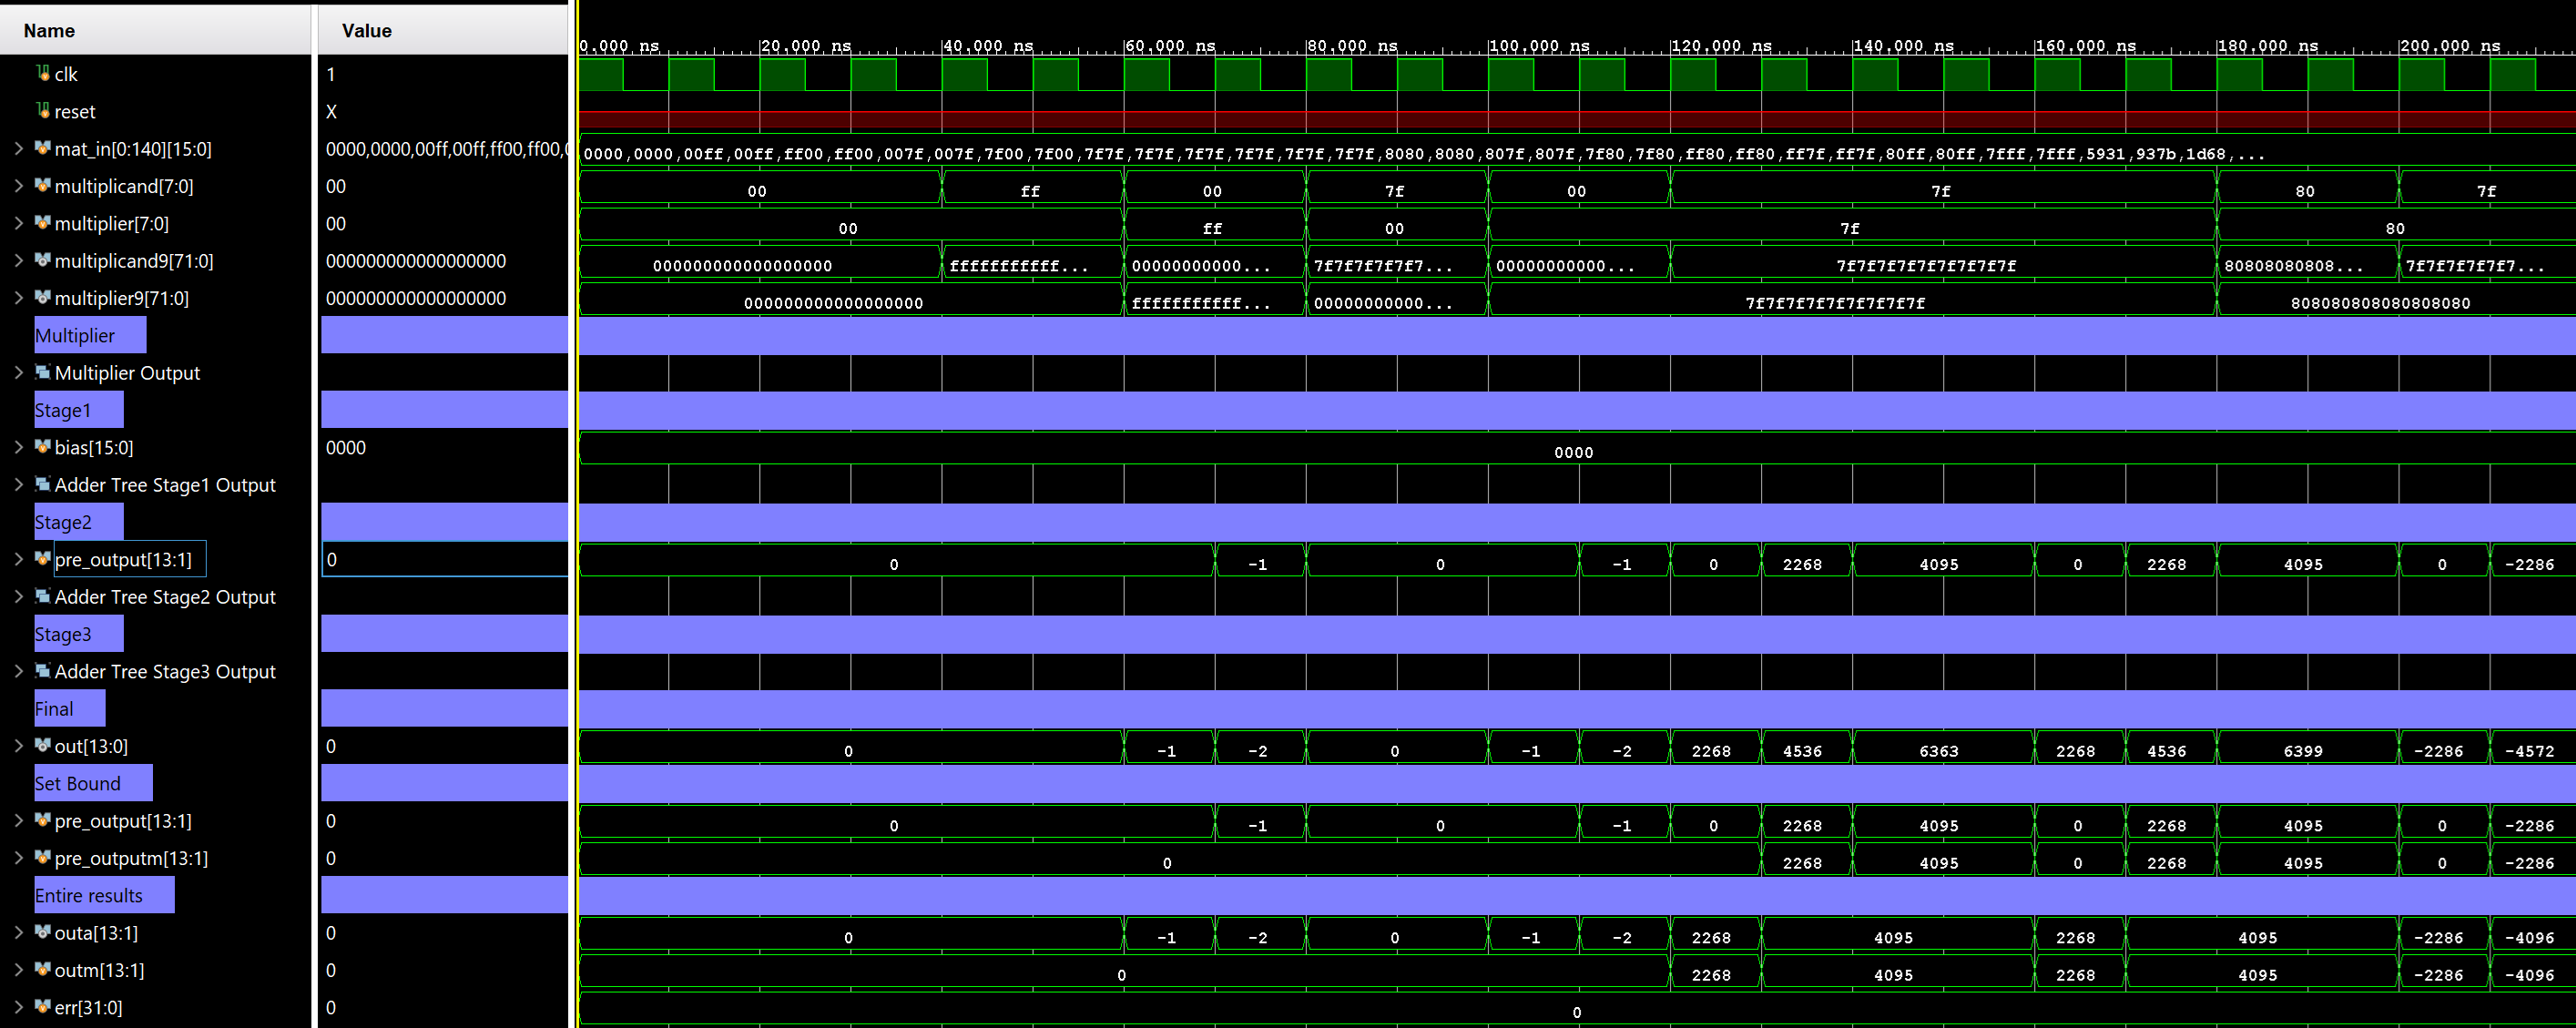 Name Value
0.000 ns 20.000 ns 40.000 ns 60.000 ns 80.000 ns 100.000 ns 120.000 ns 140.000 ns 160.000 ns 180.000 ns 200.000 ns
clk 1
reset X
mat_in[0:140][15:0] 0000,0000,00ff,00ff,ff00,ff00,0 0000,0000,00ff,00ff,ff00,ff00,007f,007f,7f00,7f00,7f7f,7f7f,7f7f,7f7f,7f7f,7f7f,8080,8080,807f,807f,7f80,7f80,ff80,ff80,ff7f,ff7f,80ff,80ff,7fff,7fff,5931,937b,1d68,...
multiplicand[7:0] 00 00 ff 00 7f 00 7f 80 7f
multiplier[7:0] 00 00 ff 00 7f 80
multiplicand9[71:0] 000000000000000000 000000000000000000 fffffffffff... 00000000000... 7f7f7f7f7f7... 00000000000... 7f7f7f7f7f7f7f7f7f 80808080808... 7f7f7f7f7f7...
multiplier9[71:0] 000000000000000000 000000000000000000 fffffffffff... 00000000000... 7f7f7f7f7f7f7f7f7f 808080808080808080
Multiplier
Multiplier Output
Stage1
bias[15:0] 0000 0000
Adder Tree Stage1 Output
Stage2
pre_output[13:1] 0 0 -1 0 -1 0 2268 4095 0 2268 4095 0 -2286
Adder Tree Stage2 Output
Stage3
Adder Tree Stage3 Output
Final
out[13:0] 0 0 -1 -2 0 -1 -2 2268 4536 6363 2268 4536 6399 -2286 -4572
Set Bound
pre_output[13:1] 0 0 -1 0 -1 0 2268 4095 0 2268 4095 0 -2286
pre_outputm[13:1] 0 0 2268 4095 0 2268 4095 0 -2286
Entire results
outa[13:1] 0 0 -1 -2 0 -1 -2 2268 4095 2268 4095 -2286 -4096
outm[13:1] 0 0 2268 4095 2268 4095 -2286 -4096
err[31:0] 0 0